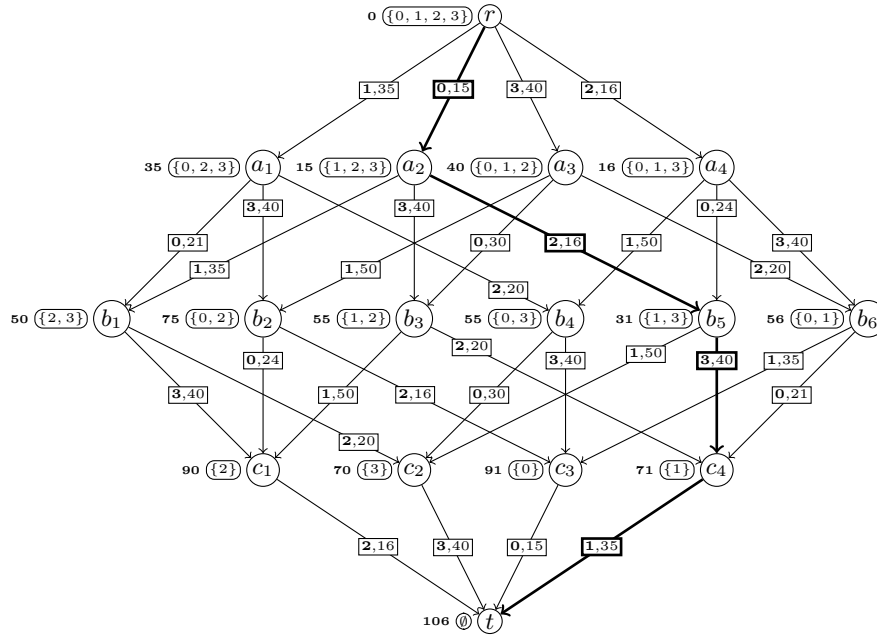 0 {0, 1, 2, 3} r
1,35 0,15 3,40 2,16
35 {0, 2, 3} a1 15 {1, 2, 3} a2 40 {0, 1, 2} a3 16 {0, 1, 3} a4
3,40 3,40 0,24
0,21 0,30 2,16 1,50 3,40
1,35 1,50 2,20
2,20
50 {2, 3} b1 75 {0, 2} b2 55 {1, 2} b3 55 {0, 3} b4 31 {1, 3} b5 56 {0, 1} b6
0,24 2,20 1,50 3,40 3,40 1,35
3,40 1,50 2,16 0,30 0,21
2,20
90 {2} c1 70 {3} c2 91 {0} c3 71 {1} c4
2,16 3,40 0,15 1,35
106 ∅ t